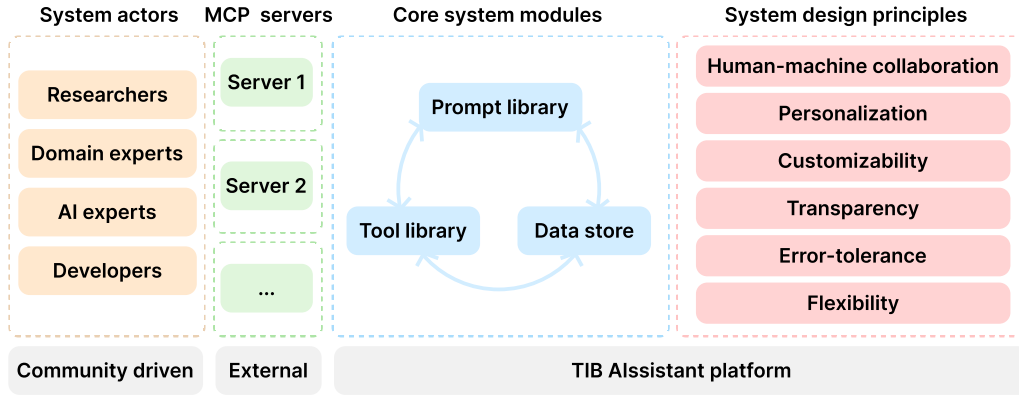 System actors
Researchers
Domain experts
AI experts
Developers
Community driven
MCP servers
Server 1
Server 2
...
External
Core system modules
Prompt library
Tool library
Data store
System design principles
Human-machine collaboration
Personalization
Customizability
Transparency
Error-tolerance
Flexibility
TIB AIssistant platform